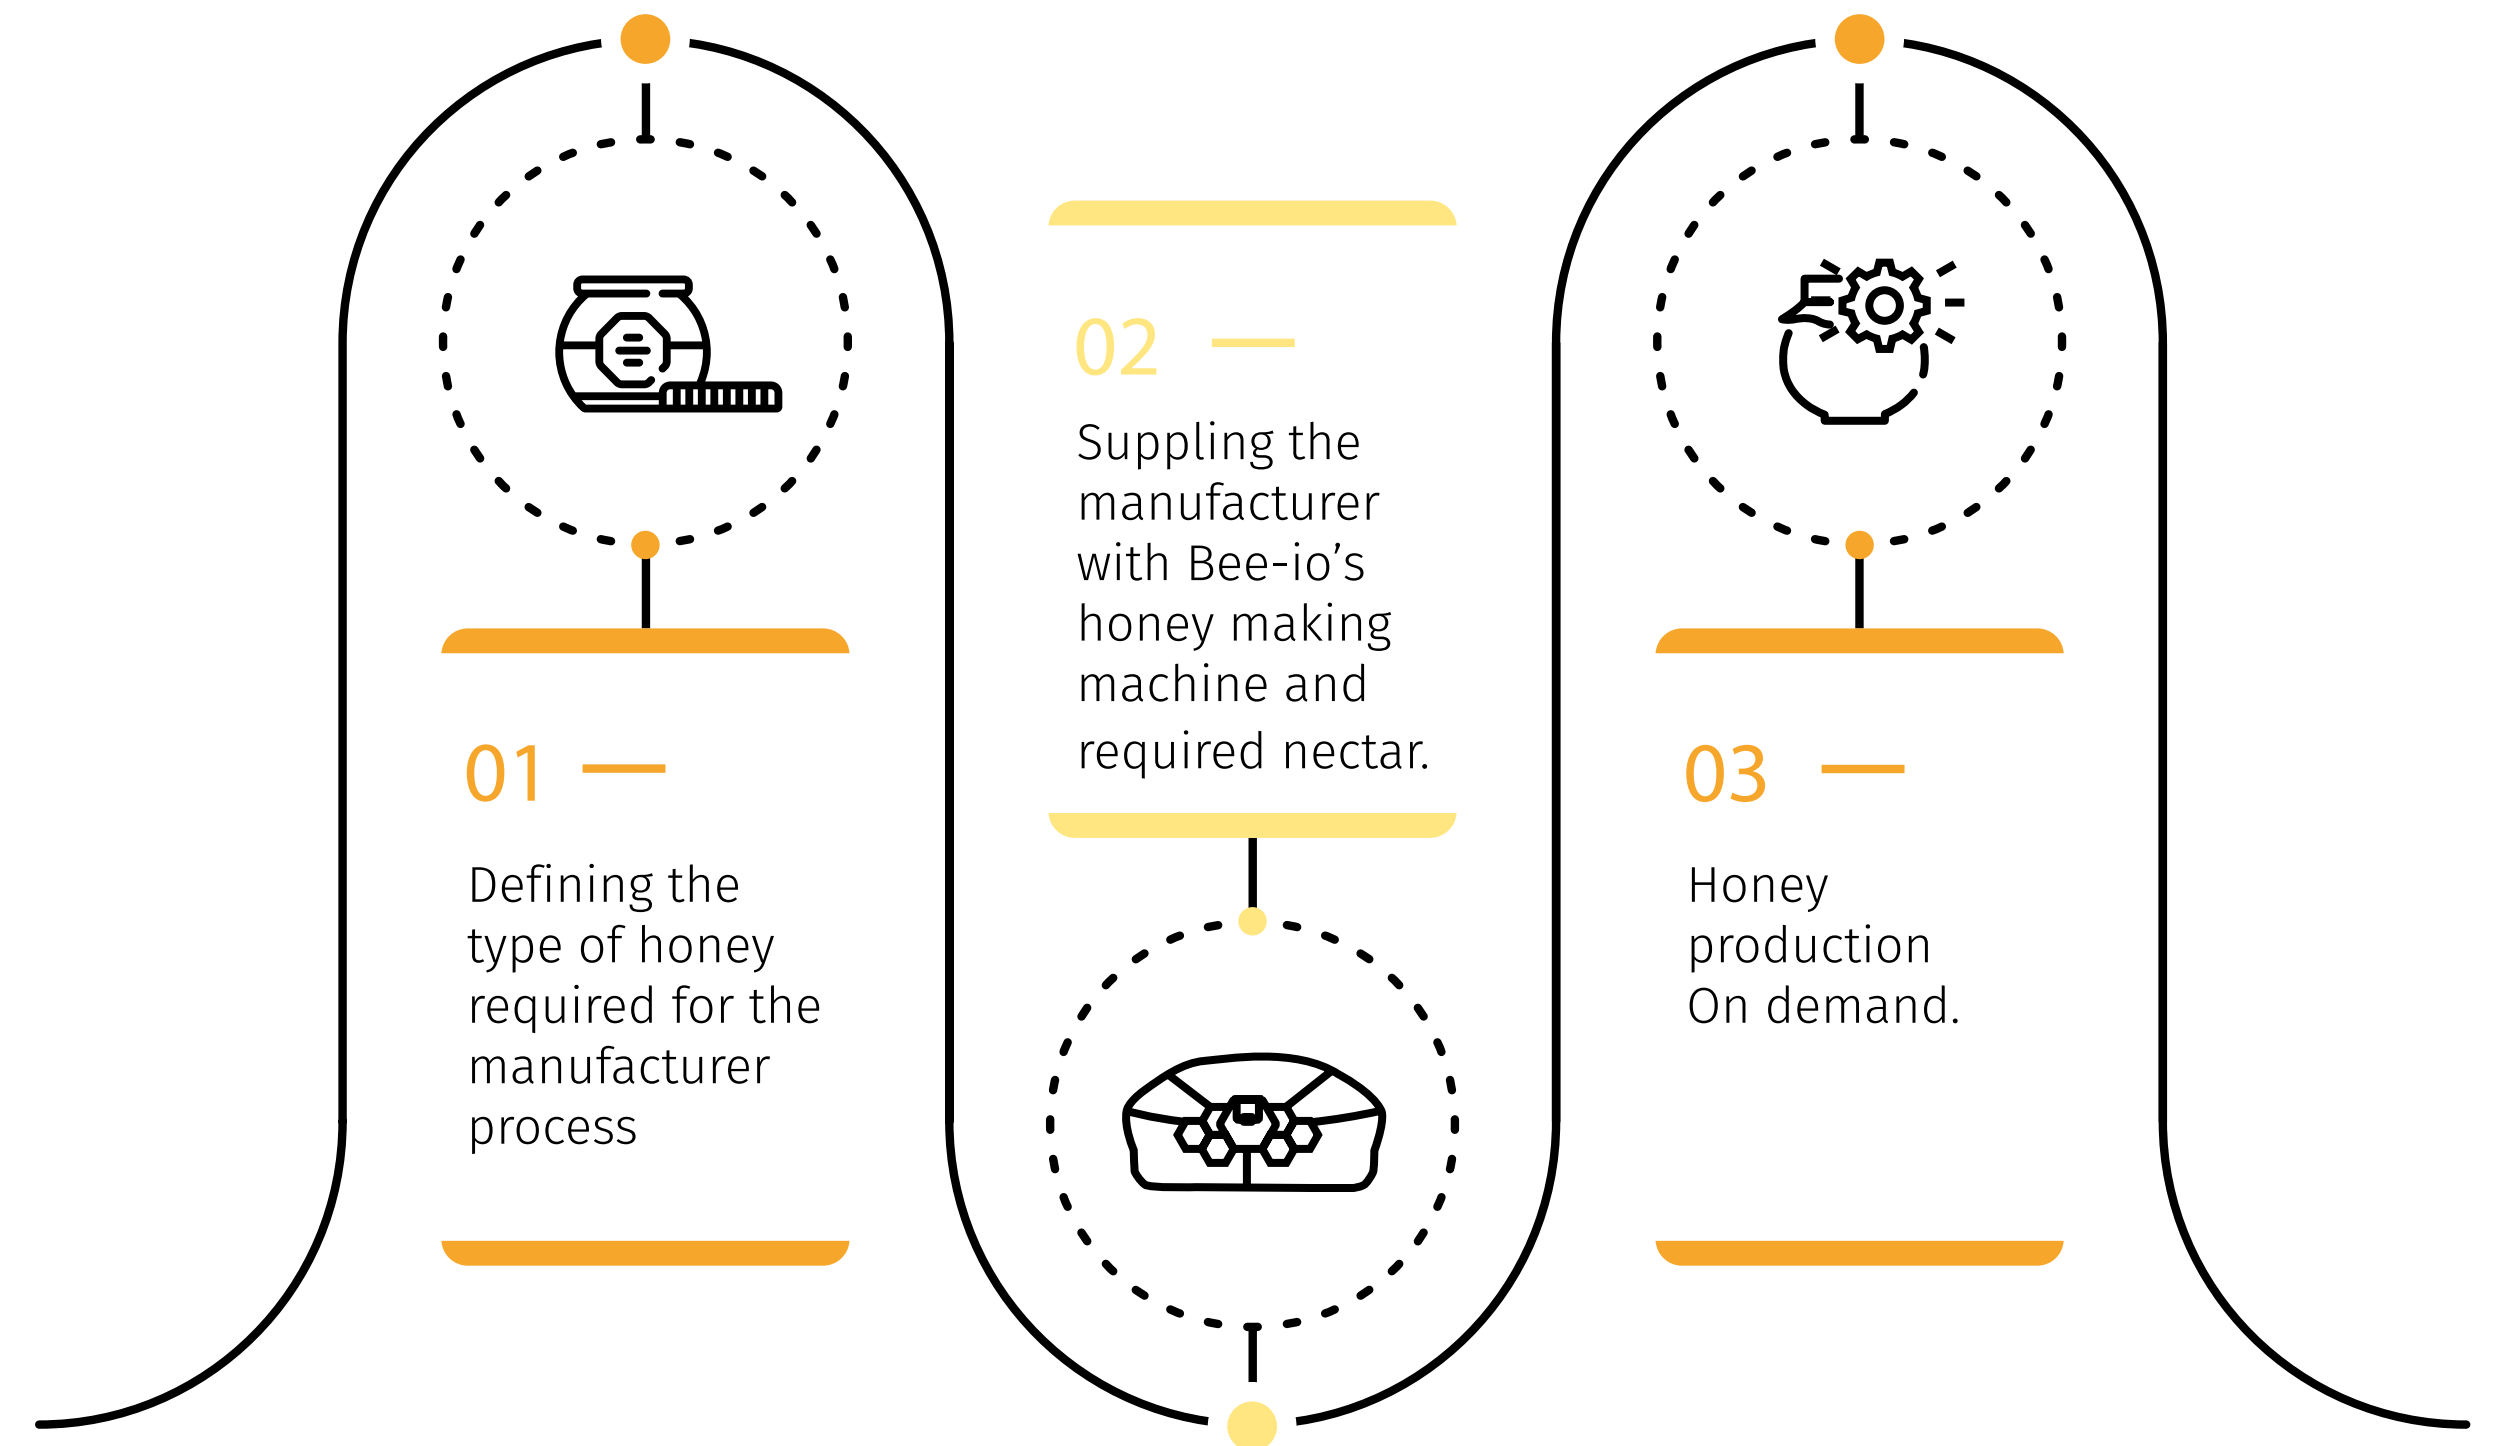 01
Defining the
type of honey
required for the
manufacturer
process
02
Suppling the
manufacturer
with Bee-io's
honey making
machine and
required nectar.
03
Honey
production
On demand.